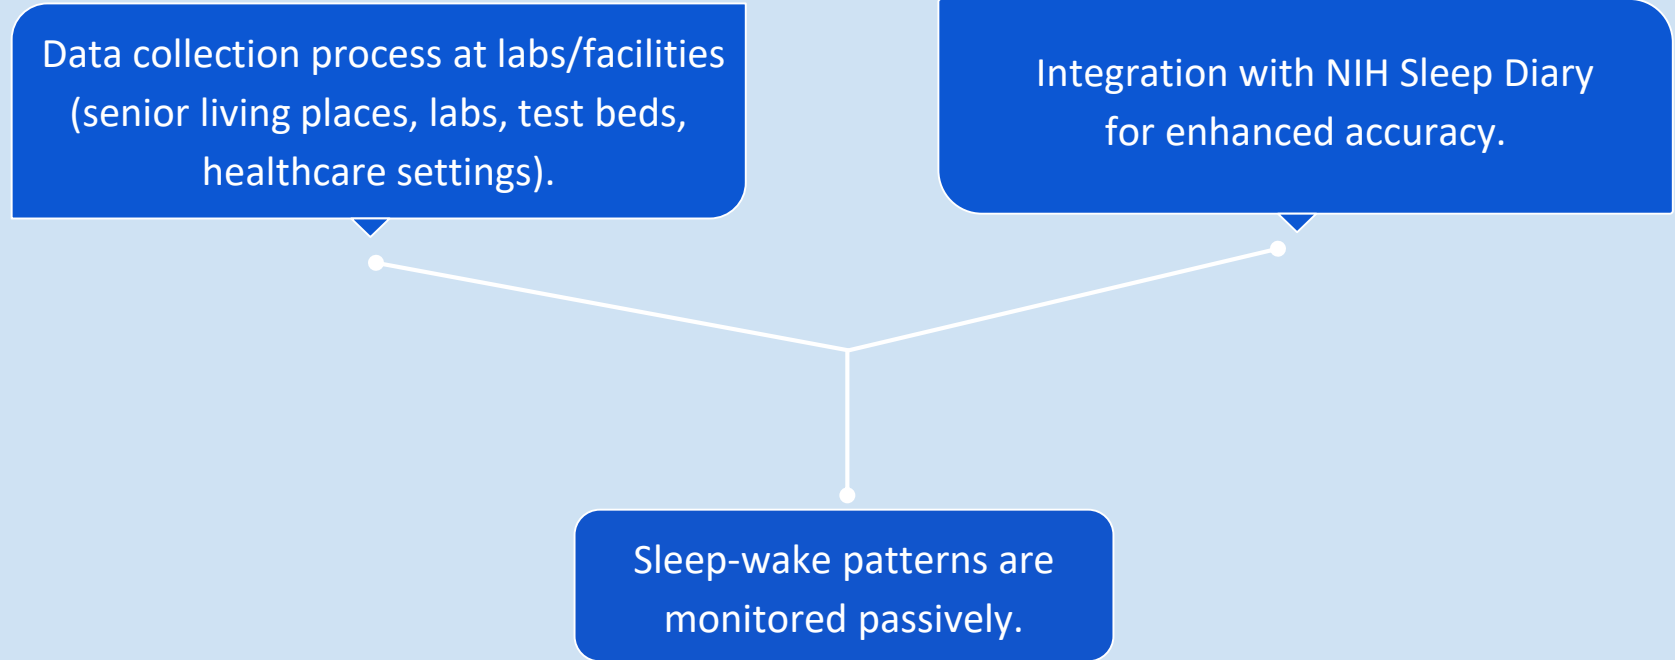 Data collection process at labs/facilities
(senior living places, labs, test beds,
healthcare settings).
Integration with NIH Sleep Diary
for enhanced accuracy.
Sleep-wake patterns are
monitored passively.